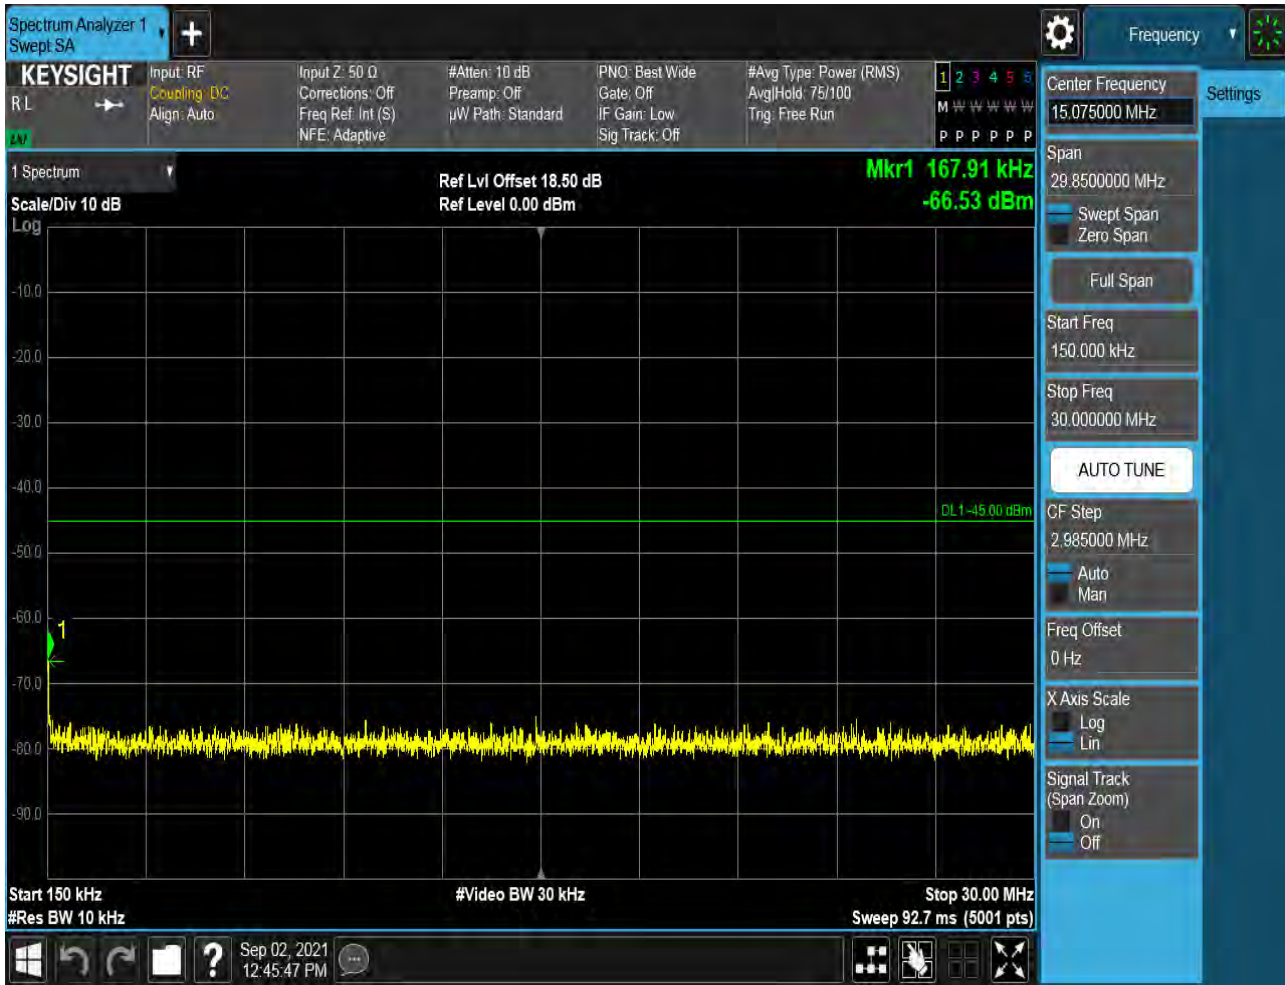 Spectrum Analyzer 1
Swept SA
+
Frequency
KEYSIGHT
R L
LNI
Input: RF
Coupling: DC
Align: Auto
Input Z: 50 Ω
Corrections: Off
Freq Ref: Int (S)
NFE: Adaptive
#Atten: 10 dB
Preamp: Off
µW Path: Standard
PNO: Best Wide
Gate: Off
IF Gain: Low
Sig Track: Off
#Avg Type: Power (RMS)
Avg|Hold: 75/100
Trig: Free Run
1 2 3 4 5 6
M W W W W W
P P P P P P
1 Spectrum
Scale/Div 10 dB
Log
Ref Lvl Offset 18.50 dB
Ref Level 0.00 dBm
Mkr1 167.91 kHz
-66.53 dBm
-10.0
-20.0
-30.0
-40.0
DL1 -45.00 dBm
-50.0
-60.0
1
-70.0
-80.0
-90.0
Start 150 kHz
#Video BW 30 kHz
Stop 30.00 MHz
#Res BW 10 kHz
Sweep 92.7 ms (5001 pts)
?
Sep 02, 2021
12:45:47 PM
Center Frequency
15.075000 MHz
Settings
Span
29.8500000 MHz
Swept Span
Zero Span
Full Span
Start Freq
150.000 kHz
Stop Freq
30.000000 MHz
AUTO TUNE
CF Step
2.985000 MHz
Auto
Man
Freq Offset
0 Hz
X Axis Scale
Log
Lin
Signal Track
(Span Zoom)
On
Off